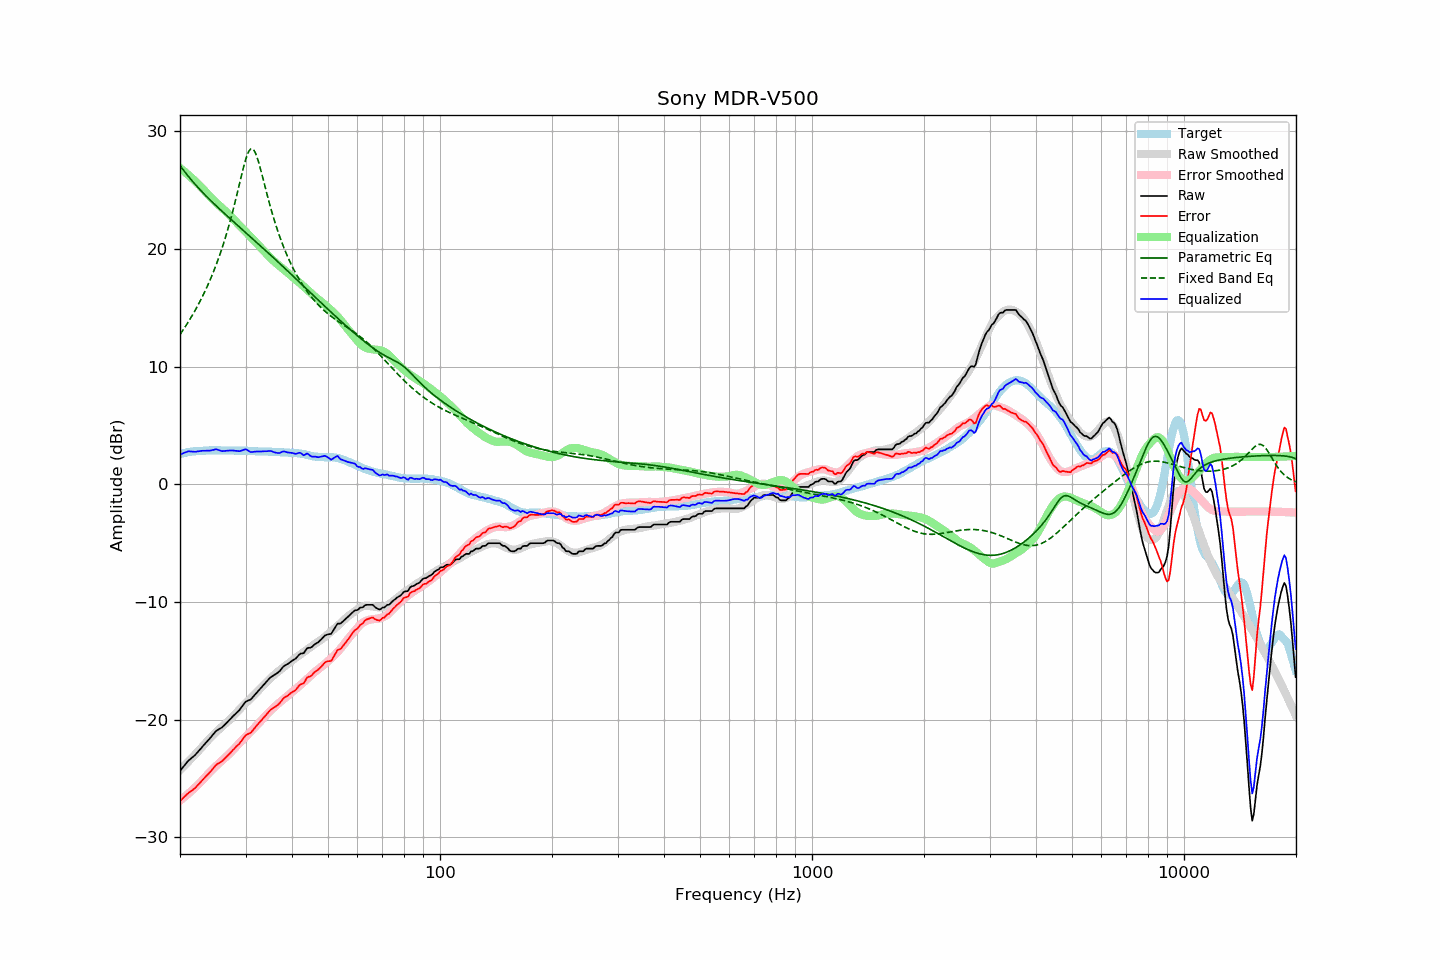 Sony MDR-V500
Amplitude (dBr)
30
20
10
0
−10
−20
−30
100
1000
10000
Frequency (Hz)
Target
Raw Smoothed
Error Smoothed
Raw
Error
Equalization
Parametric Eq
Fixed Band Eq
Equalized